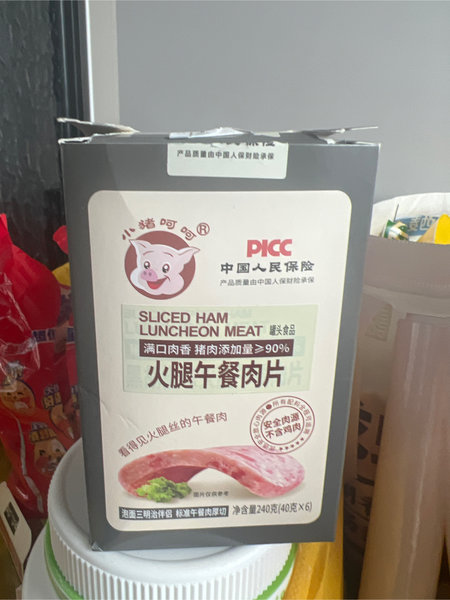 产品质量由中国人保财险承保
小猪呵呵®
PICC
中国人民保险
产品质量由中国人保财险承保
SLICED HAM
LUNCHEON MEAT 罐头食品
满口肉香 猪肉添加量≥90%
火腿午餐肉片
看得见火腿丝的午餐肉
安全肉源
不含鸡肉
图片仅供参考
泡面三明治伴侣 标准午餐肉厚切 净含量240克(40克×6)